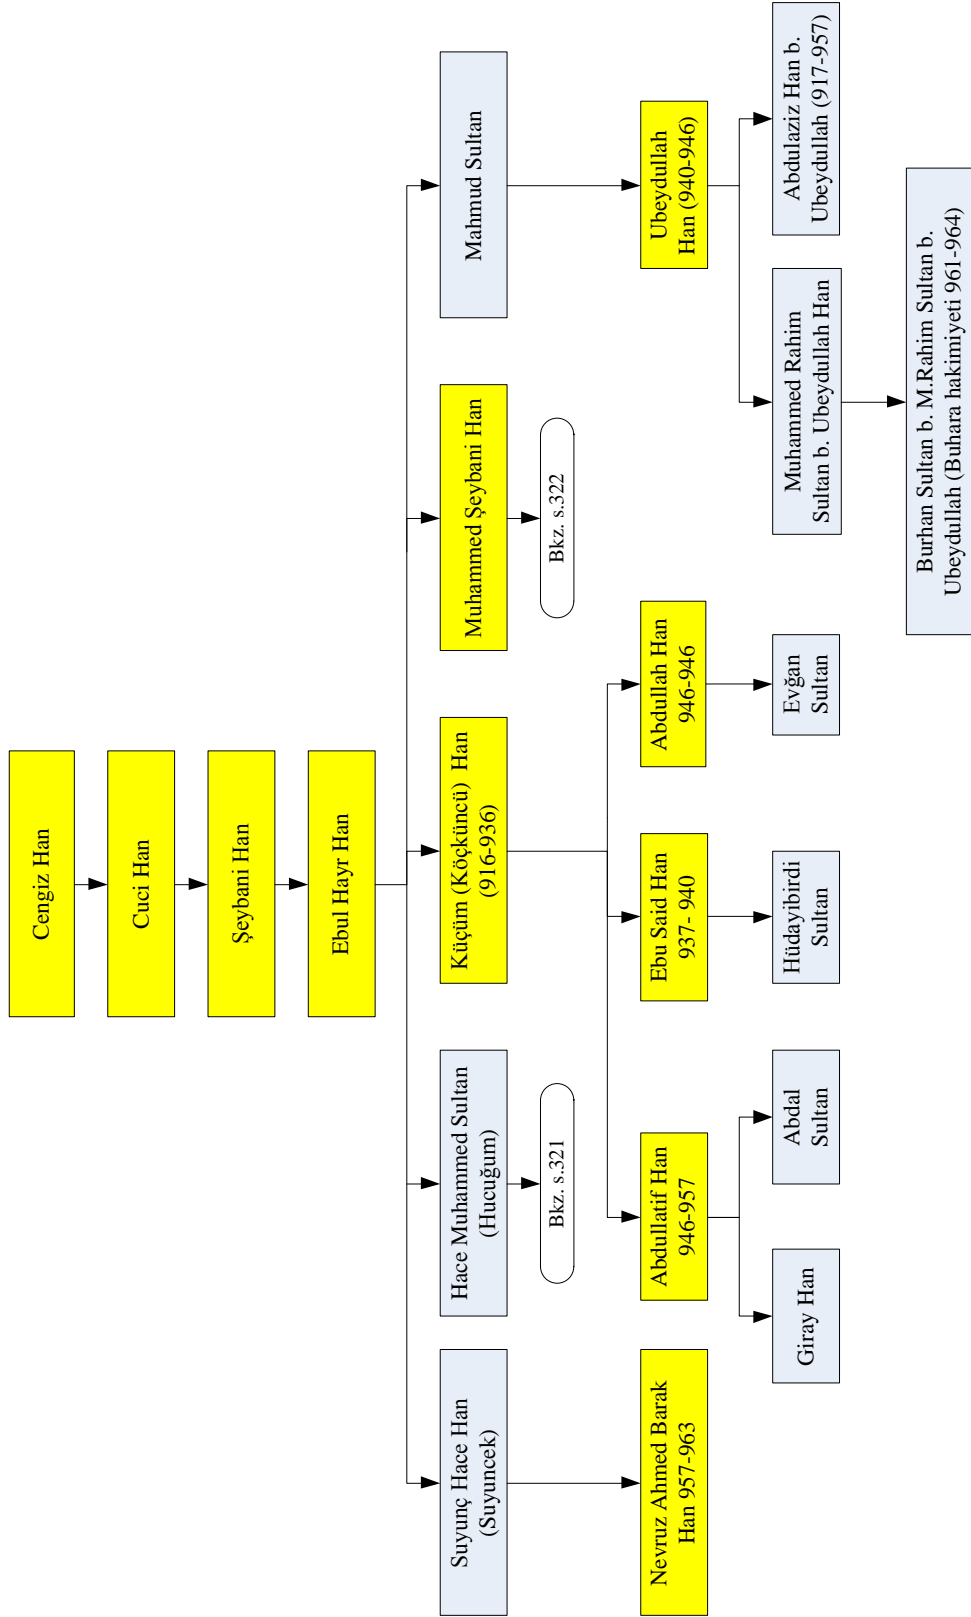 Cengiz Han
Cuci Han
Şeybani Han
Ebul Hayr Han
Suyunç Hace Han
(Suyuncek)
Hace Muhammed Sultan
(Hucuğum)
Küçüm (Köçküncü) Han
(916-936)
Muhammed Şeybani Han
Mahmud Sultan
Bkz. s.321
Bkz. s.322
Nevruz Ahmed Barak
Han 957-963
Abdullatif Han
946-957
Ebu Said Han
937- 940
Abdullah Han
946-946
Ubeydullah
Han (940-946)
Giray Han
Abdal
Sultan
Hüdayibirdi
Sultan
Evğan
Sultan
Muhammed Rahim
Sultan b. Ubeydullah Han
Abdulaziz Han b.
Ubeydullah (917-957)
Burhan Sultan b. M.Rahim Sultan b.
Ubeydullah (Buhara hakimiyeti 961-964)